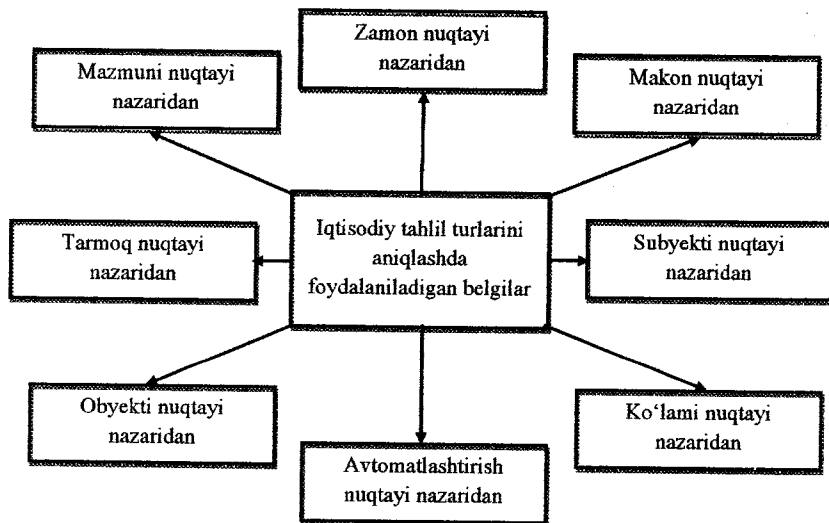 Zamon nuqtayi
nazaridan
Mazmuni nuqtayi
nazaridan
Makon nuqtayi
nazaridan
Tarmoq nuqtayi
nazaridan
Iqtisodiy tahlil turlarini
aniqlashda
foydalaniladigan belgilar
Subyekti nuqtayi
nazaridan
Obyekti nuqtayi
nazaridan
Ko‘lami nuqtayi
nazaridan
Avtomatlashtirish
nuqtayi nazaridan